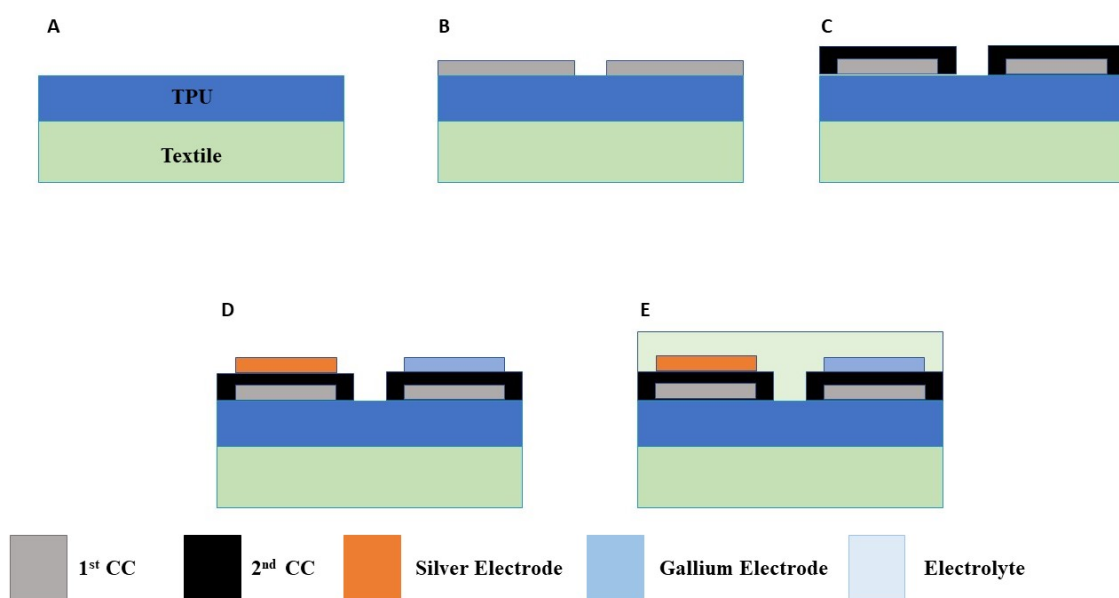 A
B
C
TPU
Textile
D
E
1st CC
2nd CC
Silver Electrode
Gallium Electrode
Electrolyte